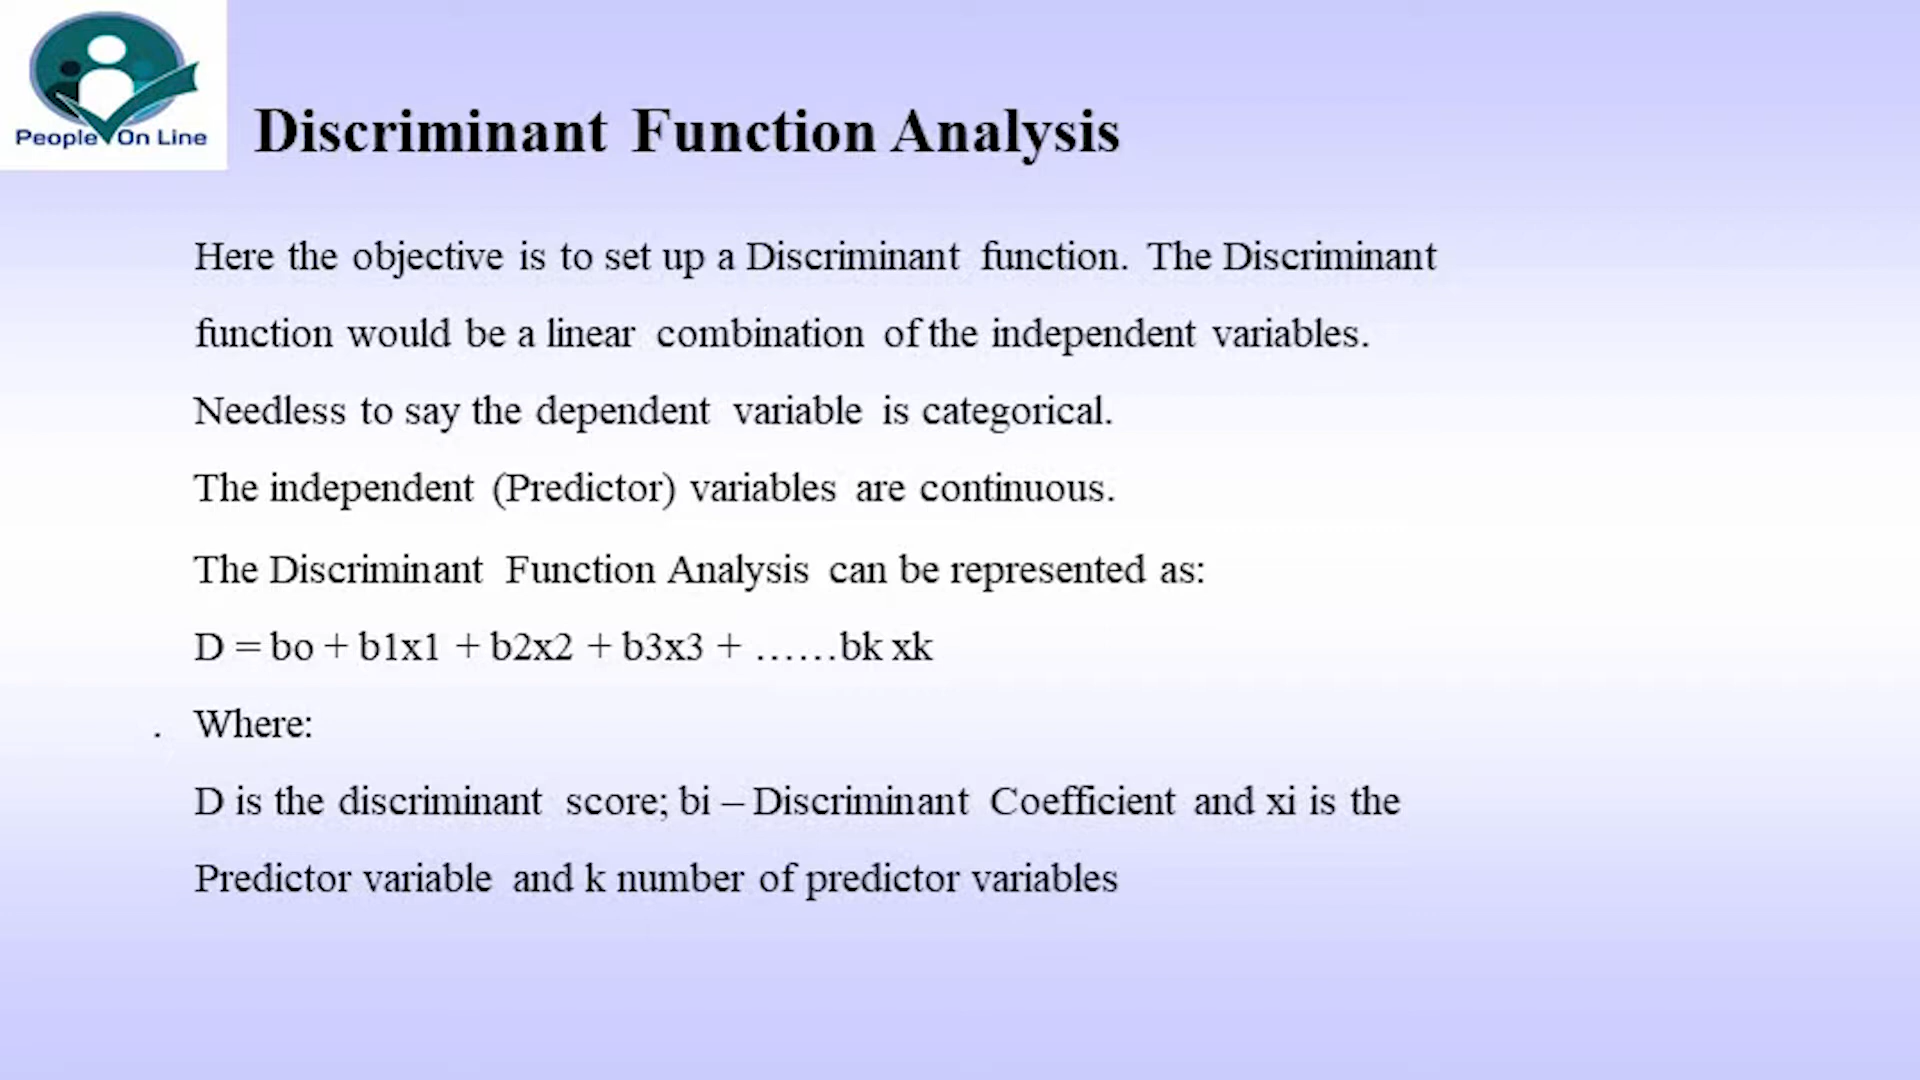 People On Line
Discriminant Function Analysis
Here the objective is to set up a Discriminant function. The Discriminant
function would be a linear combination of the independent variables.
Needless to say the dependent variable is categorical.
The independent (Predictor) variables are continuous.
The Discriminant Function Analysis can be represented as:
D = bo + b1x1 + b2x2 + b3x3 + ……bk xk
. Where:
D is the discriminant score; bi – Discriminant Coefficient and xi is the
Predictor variable and k number of predictor variables